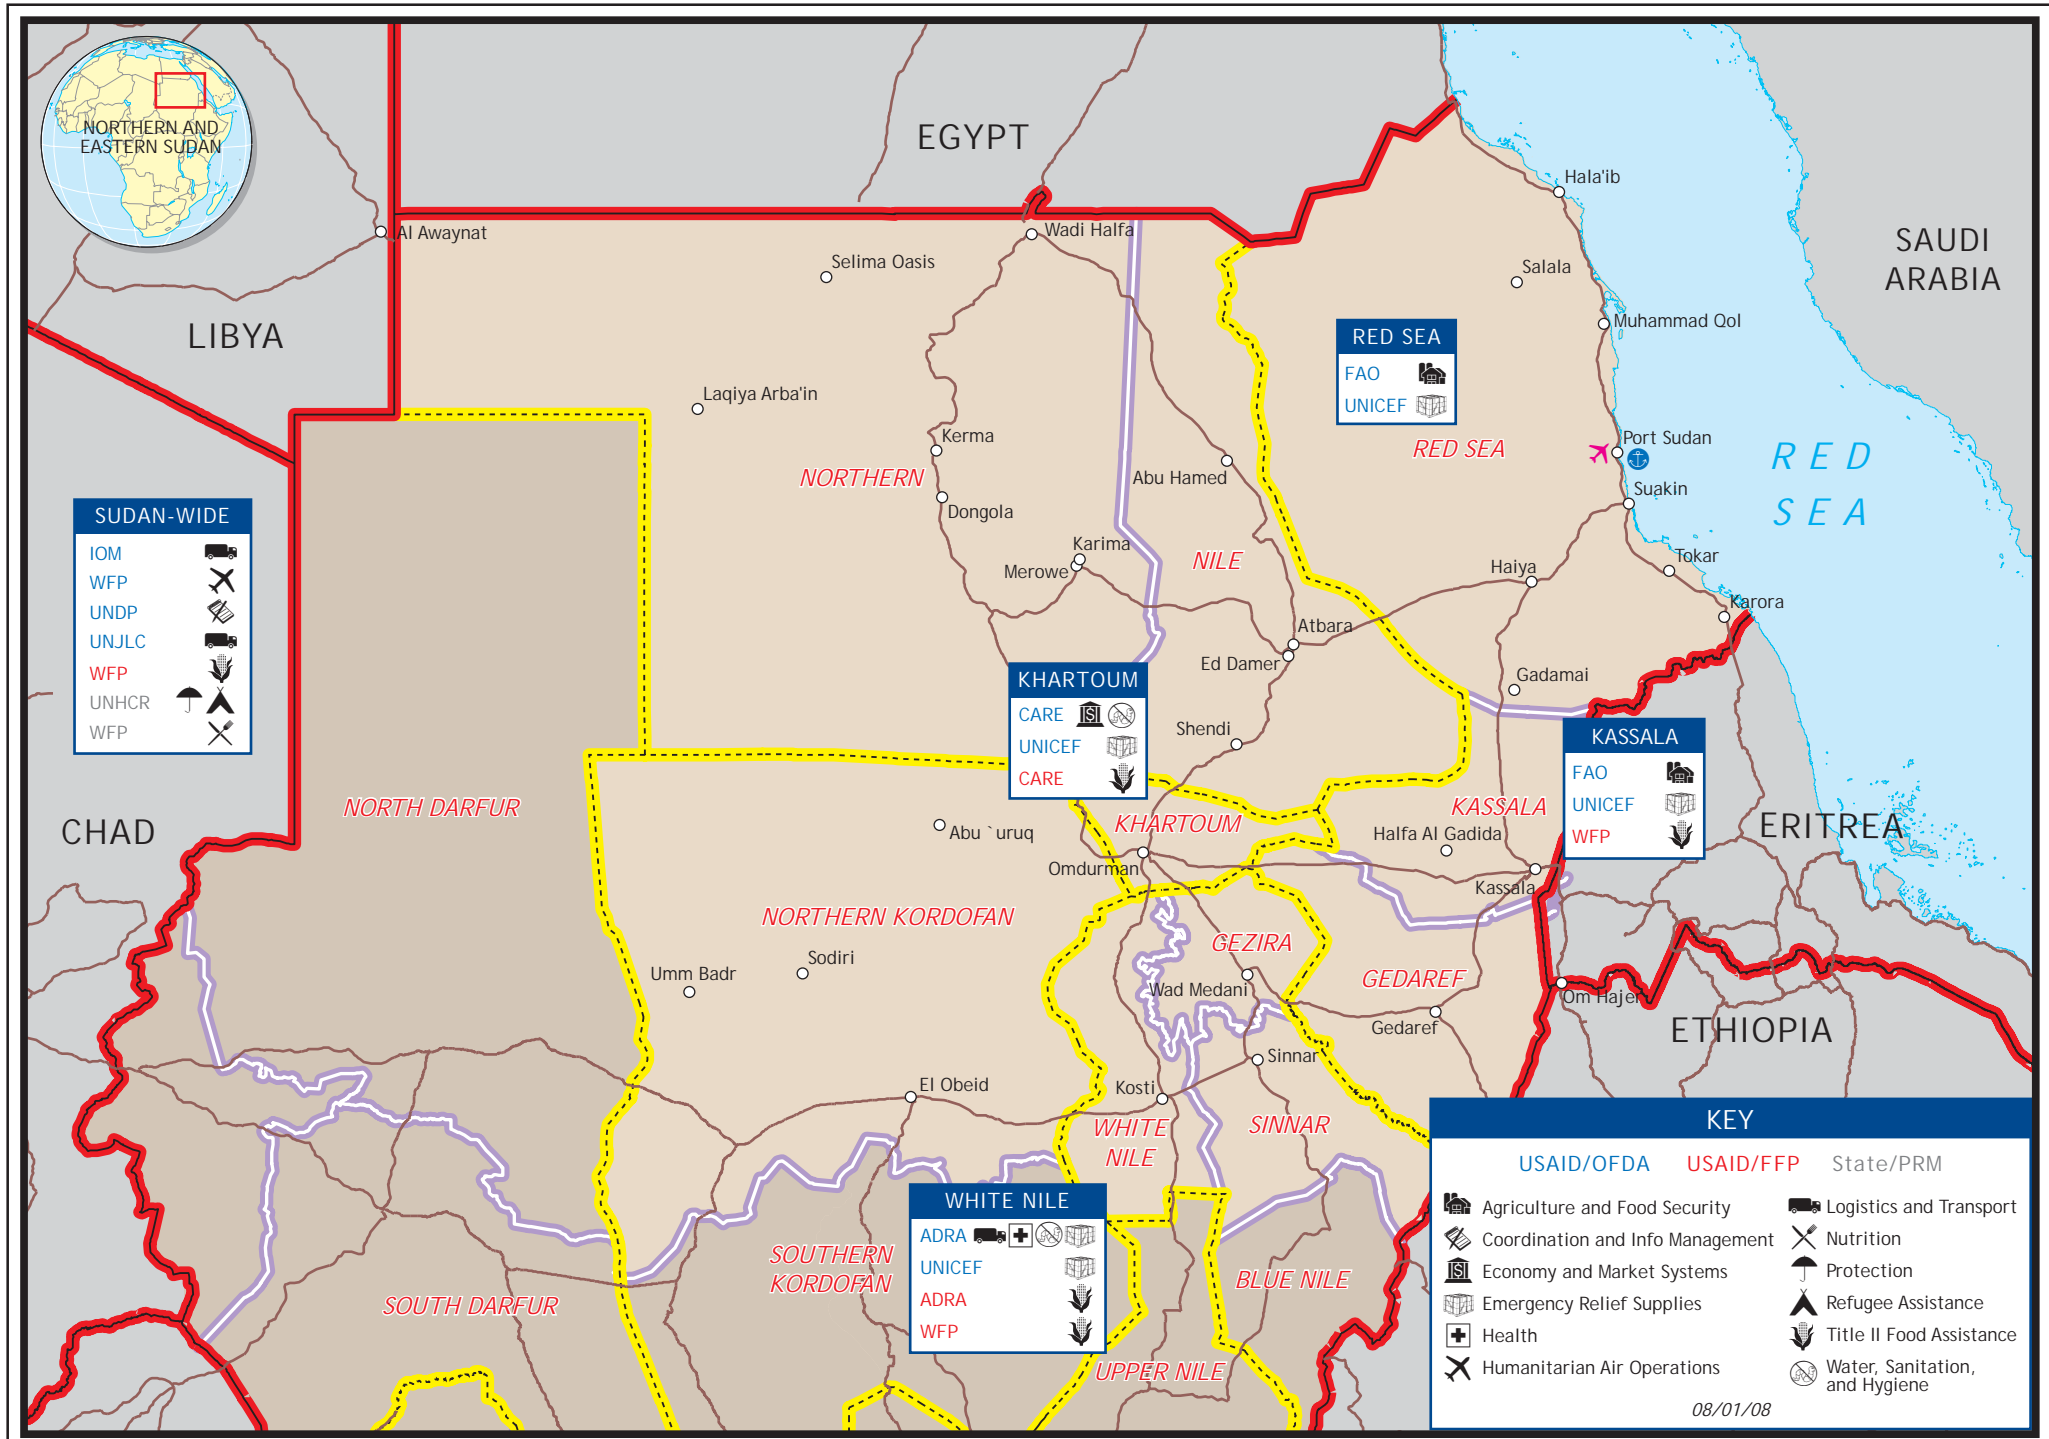 NORTHERN AND
EASTERN SUDAN
EGYPT
LIBYA
SAUDI
ARABIA
CHAD
ERITREA
ETHIOPIA
RED
SEA
Al Awaynat
Wadi Halfa
Hala'ib
Selima Oasis
Salala
Muhammad Qol
Laqiya Arba'in
Kerma
Port Sudan
Abu Hamed
Suakin
Dongola
Karima
Merowe
Haiya
Tokar
Karora
Atbara
Ed Damer
Gadamai
Shendi
Abu `uruq
Halfa Al Gadida
Omdurman
Kassala
Umm Badr
Sodiri
Wad Medani
Om Hajer
Gedaref
Sinnar
El Obeid
Kosti
NORTHERN
RED SEA
NILE
NORTH DARFUR
KHARTOUM
KASSALA
NORTHERN KORDOFAN
GEZIRA
GEDAREF
WHITE
NILE
SINNAR
SOUTHERN
KORDOFAN
SOUTH DARFUR
BLUE NILE
UPPER NILE
SUDAN-WIDE
IOM
WFP
UNDP
UNJLC
WFP
UNHCR
WFP
RED SEA
FAO
UNICEF
KHARTOUM
CARE
UNICEF
CARE
KASSALA
FAO
UNICEF
WFP
WHITE NILE
ADRA
UNICEF
ADRA
WFP
KEY
USAID/OFDA USAID/FFP State/PRM
Agriculture and Food Security
Coordination and Info Management
Economy and Market Systems
Emergency Relief Supplies
Health
Humanitarian Air Operations
Logistics and Transport
Nutrition
Protection
Refugee Assistance
Title II Food Assistance
Water, Sanitation,
and Hygiene
08/01/08